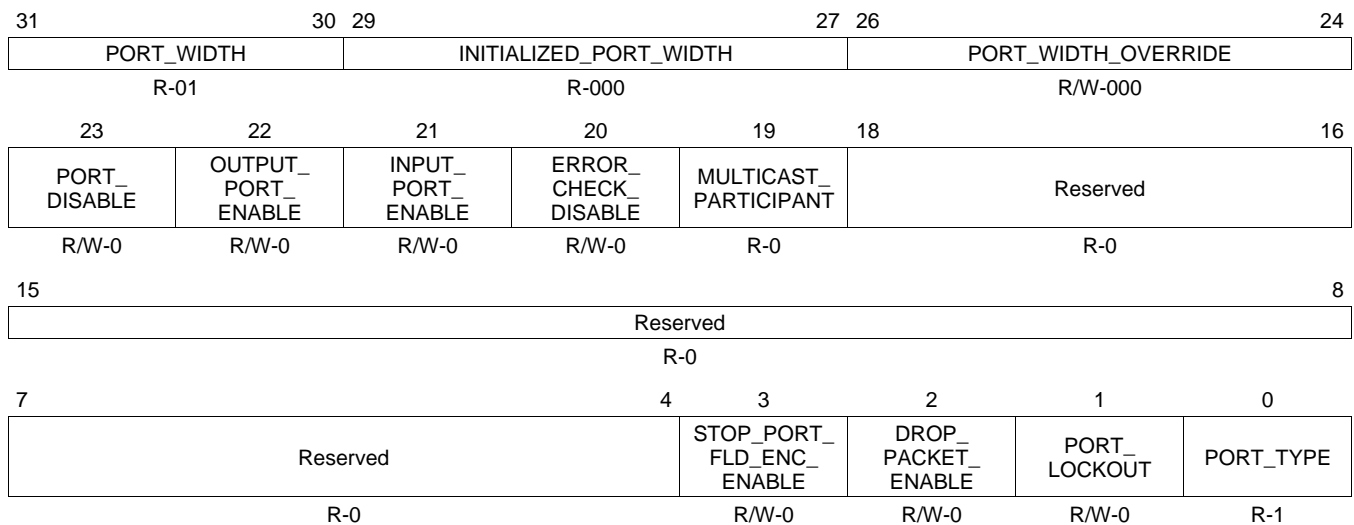 31 30 29 27 26 24
PORT_WIDTH INITIALIZED_PORT_WIDTH PORT_WIDTH_OVERRIDE
R-01 R-000 R/W-000
23 22 21 20 19 18 16
PORT_
DISABLE
OUTPUT_
PORT_
ENABLE
INPUT_
PORT_
ENABLE
ERROR_
CHECK_
DISABLE
MULTICAST_
PARTICIPANT
Reserved
R/W-0 R/W-0 R/W-0 R/W-0 R-0 R-0
15 8
Reserved
R-0
7 4 3 2 1 0
Reserved
STOP_PORT_
FLD_ENC_
ENABLE
DROP_
PACKET_
ENABLE
PORT_
LOCKOUT
PORT_TYPE
R-0 R/W-0 R/W-0 R/W-0 R-1